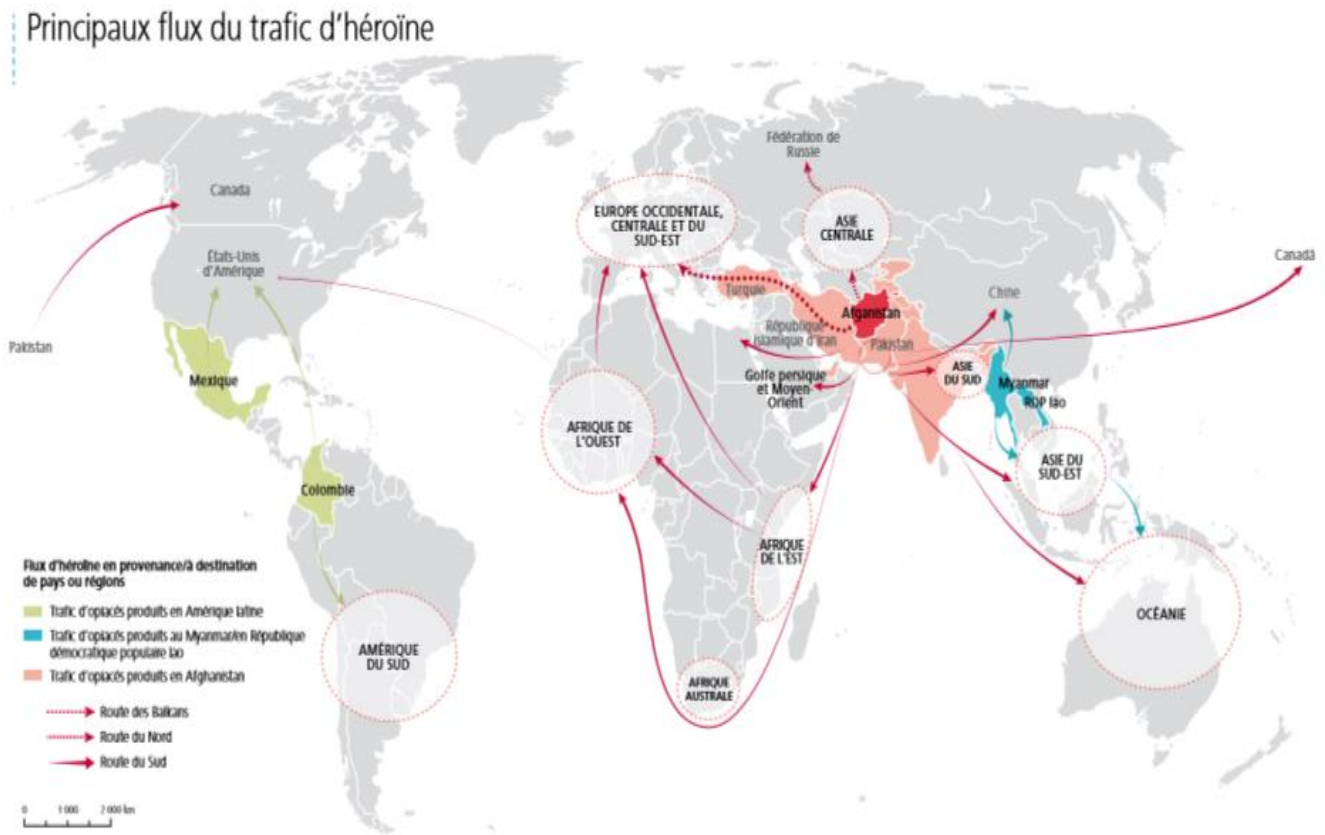 Principaux flux du trafic d'héroïne
Fédération de
Russie
Canada
EUROPE OCCIDENTALE,
CENTRALE ET DU
SUD-EST
ASIE
CENTRALE
États-Unis
d'Amérique
Canada
Turquie
Chine
Afganistan
République
islamique d'Iran
Pakistan
Pakistan
ASIE
DU SUD
Golfe persique
et Moyen-
Orient
Mexique
Myanmar
RDP lao
AFRIQUE DE
L'OUEST
ASIE DU
SUD-EST
Colombie
AFRIQUE
DE L'EST
Flux d'héroïne en provenance/à destination
de pays ou régions
Trafic d'opiacés produits en Amérique latine
Trafic d'opiacés produits au Myanmar/en République
démocratique populaire lao
Trafic d'opiacés produits en Afghanistan
OCÉANIE
AMÉRIQUE
DU SUD
AFRIQUE
AUSTRALE
Route des Balkans
Route du Nord
Route du Sud
0 1 000 2 000 km